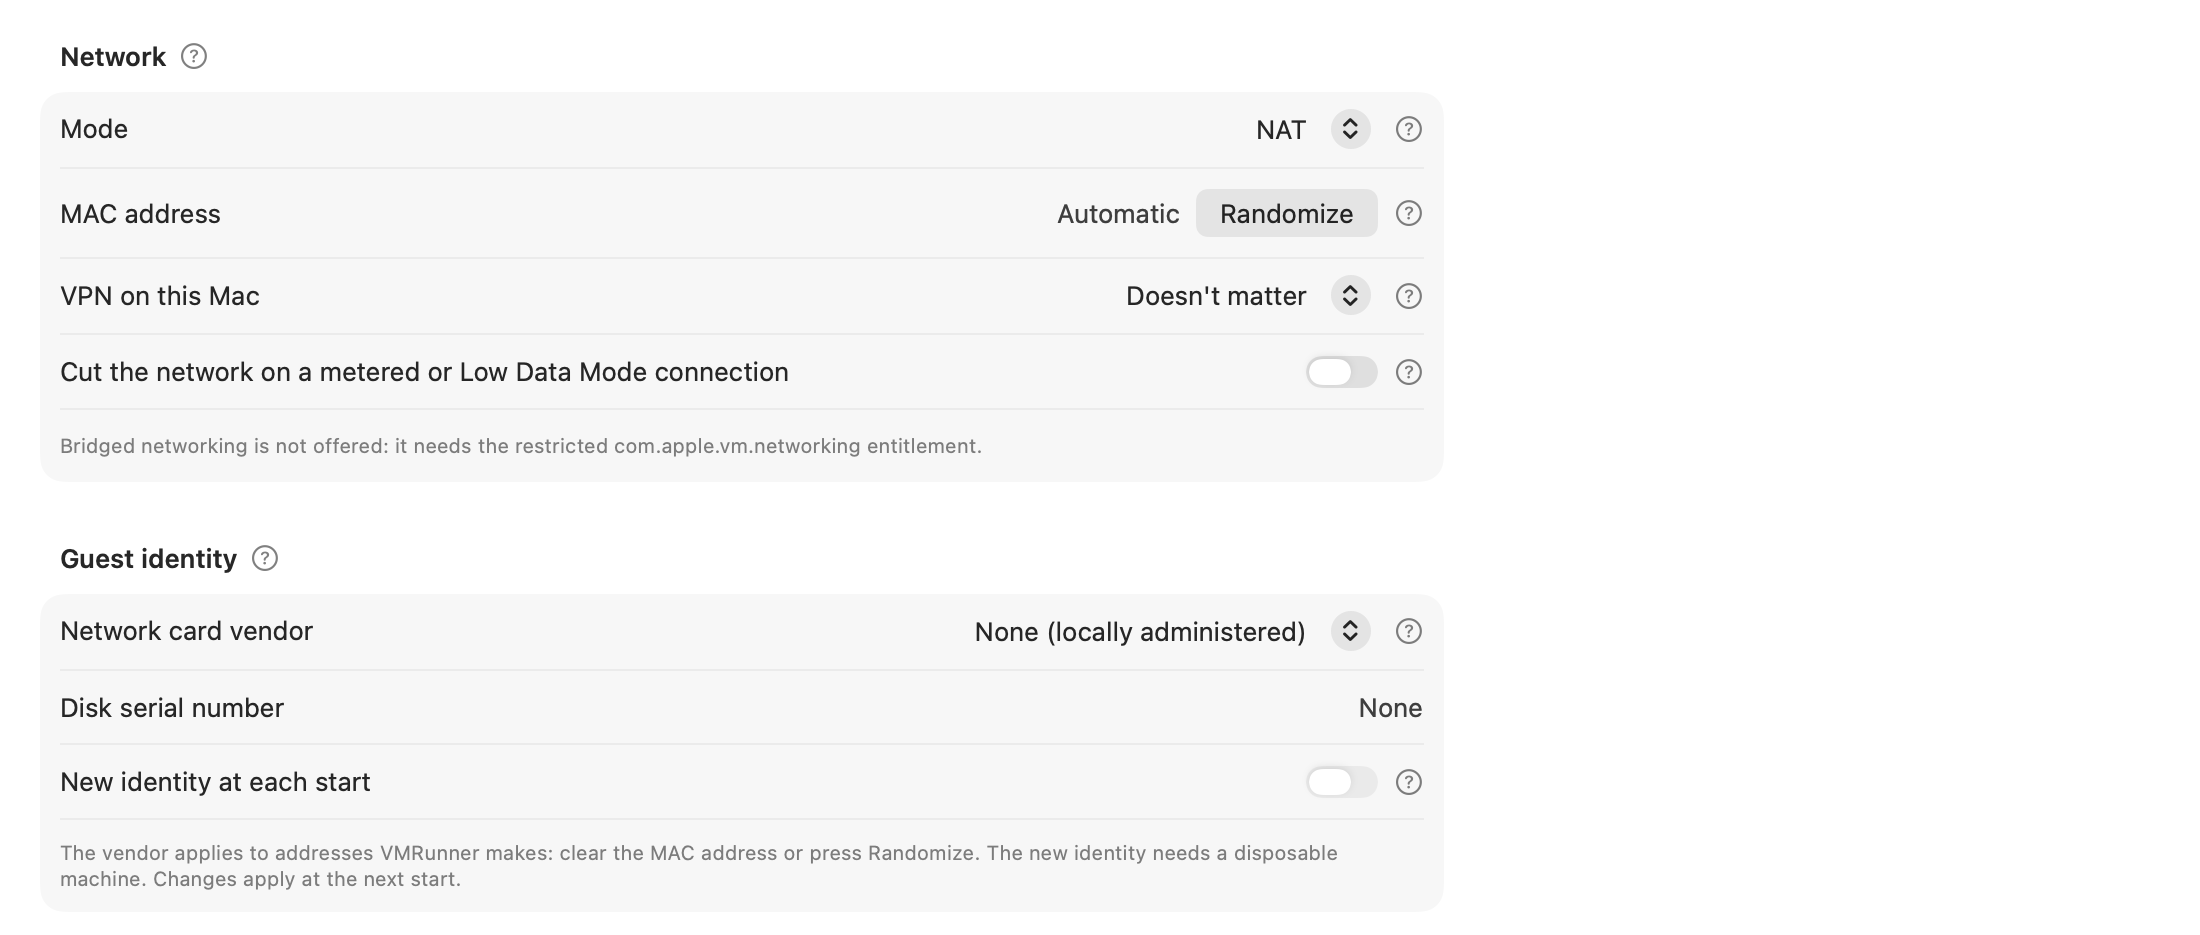 Network
Mode
NAT
MAC address
Automatic
Randomize
VPN on this Mac
Doesn't matter
Cut the network on a metered or Low Data Mode connection
Bridged networking is not offered: it needs the restricted com.apple.vm.networking entitlement.
Guest identity
Network card vendor
None (locally administered)
Disk serial number
None
New identity at each start
The vendor applies to addresses VMRunner makes: clear the MAC address or press Randomize. The new identity needs a disposable
machine. Changes apply at the next start.